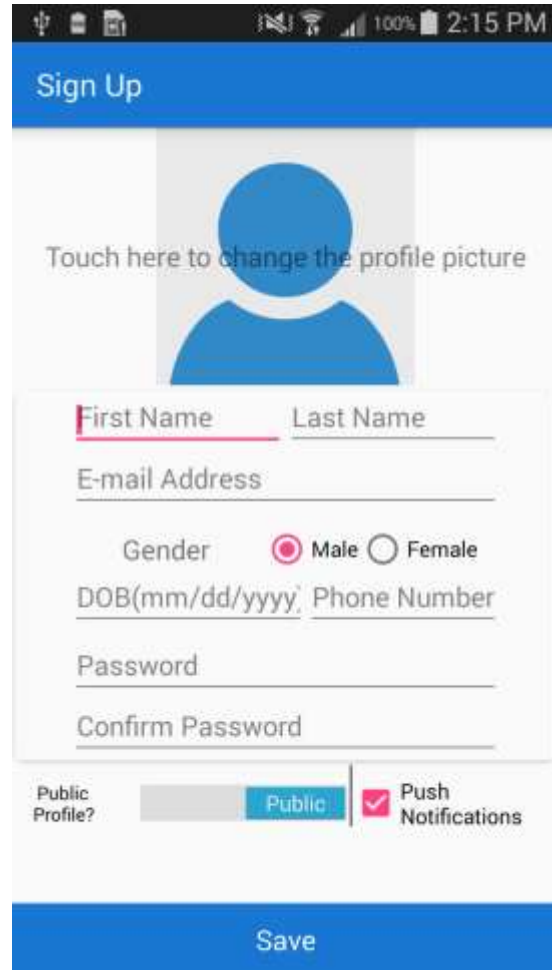 100% 2:15 PM
Sign Up
Touch here to change the profile picture
First Name Last Name
E-mail Address
Gender Male Female
DOB(mm/dd/yyyy) Phone Number
Password
Confirm Password
Public Profile? Public Push Notifications
Save